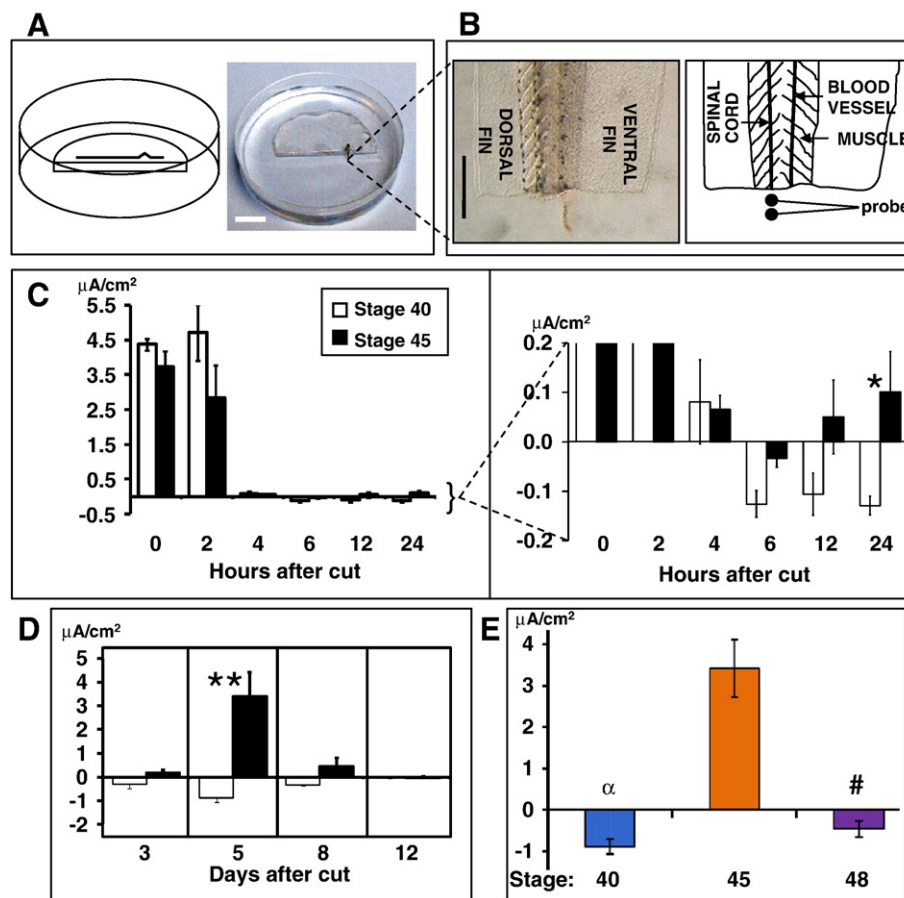 A
B
DORSAL FIN
VENTRAL FIN
SPINAL CORD
BLOOD VESSEL
MUSCLE
probe
C
μA/cm²
5.5
4.5
3.5
2.5
1.5
0.5
-0.5
Stage 40
Stage 45
0 2 4 6 12 24
Hours after cut
}
μA/cm²
0.2
0.1
0.0
-0.1
-0.2
*
0 2 4 6 12 24
Hours after cut
D
μA/cm²
5
4
3
2
1
0
-1
-2
**
3 5 8 12
Days after cut
E
μA/cm²
4
3
2
1
0
-1
α
#
Stage: 40 45 48